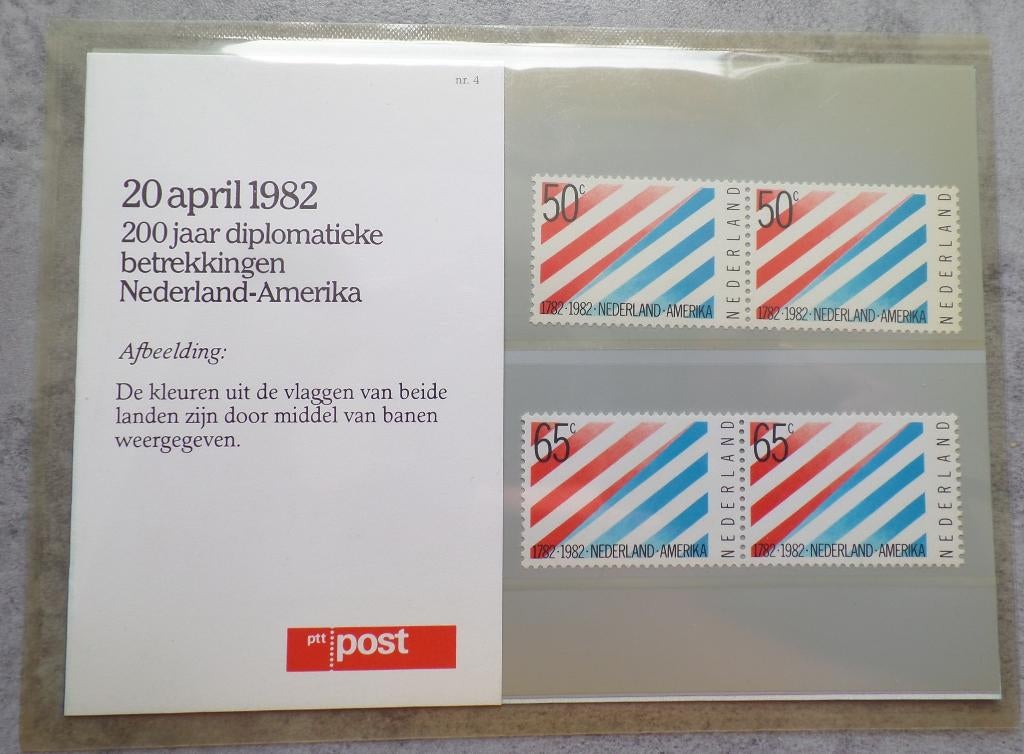 nr. 4
20 april 1982
200 jaar diplomatieke
betrekkingen
Nederland-Amerika
Afbeelding:
De kleuren uit de vlaggen van beide
landen zijn door middel van banen
weergegeven.
ptt post
50c
1782·1982·NEDERLAND·AMERIKA
NEDERLAND
50c
1782·1982·NEDERLAND·AMERIKA
NEDERLAND
65c
1782·1982·NEDERLAND·AMERIKA
NEDERLAND
65c
1782·1982·NEDERLAND·AMERIKA
NEDERLAND